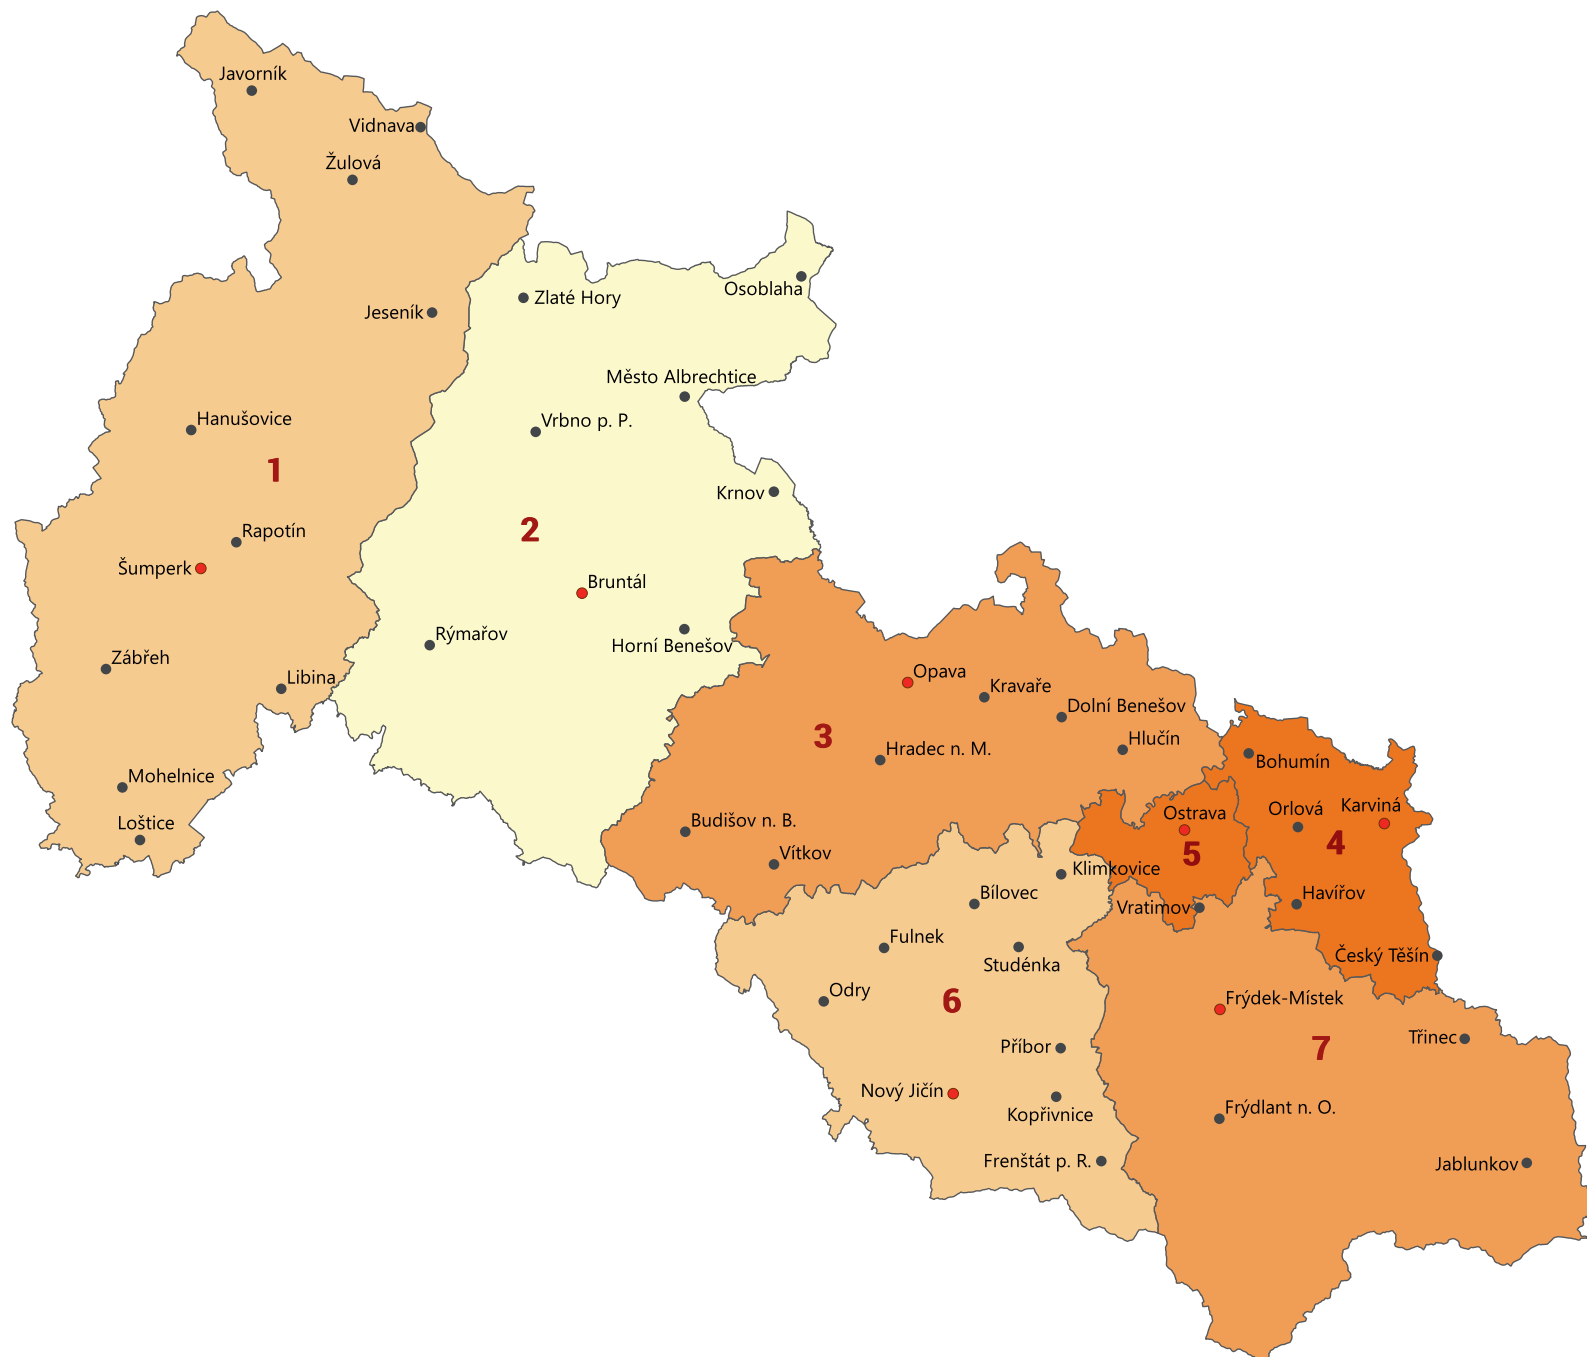 Javorník
Vidnava
Žulová
Jeseník
Zlaté Hory
Osoblaha
Město Albrechtice
Hanušovice
Vrbno p. P.
1
Krnov
2
Rapotín
Šumperk
Bruntál
Rýmařov
Horní Benešov
Zábřeh
Libina
Opava
Kravaře
Dolní Benešov
3
Hlučín
Hradec n. M.
Bohumín
Mohelnice
Loštice
Budišov n. B.
Ostrava
Orlová
Karviná
4
5
Vítkov
Klimkovice
Bílovec
Havířov
Vratimov
Fulnek
Studénka
Český Těšín
Odry
6
Frýdek-Místek
Třinec
Příbor
7
Nový Jičín
Kopřivnice
Frýdlant n. O.
Frenštát p. R.
Jablunkov